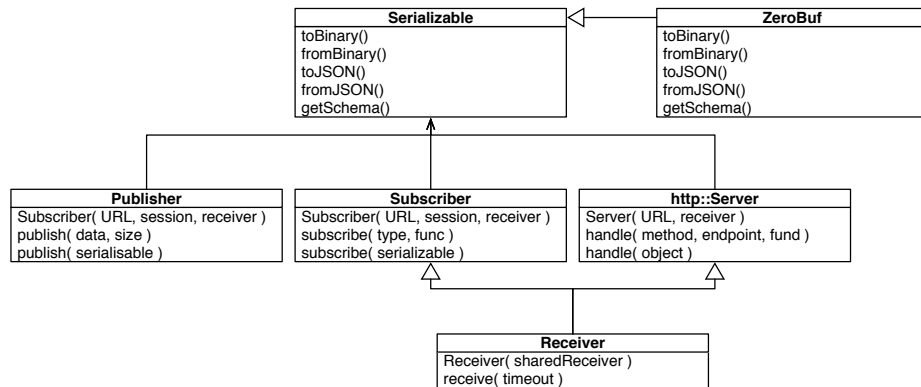 Serializable
toBinary()
fromBinary()
toJSON()
fromJSON()
getSchema()
ZeroBuf
toBinary()
fromBinary()
toJSON()
fromJSON()
getSchema()
Publisher
Subscriber( URL, session, receiver )
publish( data, size )
publish( serialisable )
Subscriber
Subscriber( URL, session, receiver )
subscribe( type, func )
subscribe( serializable )
http::Server
Server( URL, receiver )
handle( method, endpoint, fund )
handle( object )
Receiver
Receiver( sharedReceiver )
receive( timeout )